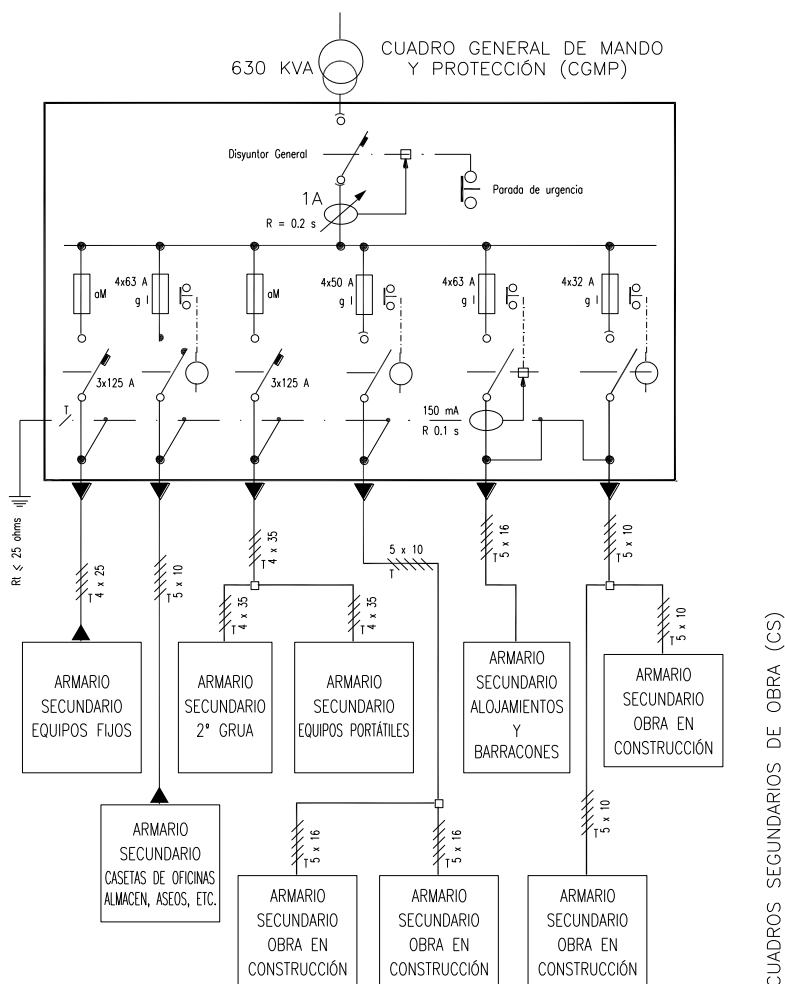 CUADRO GENERAL DE MANDO
Y PROTECCIÓN (CGMP)
630 KVA
Disyuntor General
Parada de urgencia
1A
R = 0.2 s
aM
4x63 A
g I
aM
4x50 A
g I
4x63 A
g I
4x32 A
g I
3x125 A
3x125 A
T
150 mA
R 0.1 s
Rt ≤ 25 ohms
T 4 x 25
T 5 x 10
T 4 x 35
5 x 10
T
T 5 x 16
T 5 x 10
T 4 x 35
T 4 x 35
T 5 x 10
ARMARIO
SECUNDARIO
EQUIPOS FIJOS
ARMARIO
SECUNDARIO
2º GRUA
ARMARIO
SECUNDARIO
EQUIPOS PORTÁTILES
ARMARIO
SECUNDARIO
ALOJAMIENTOS
Y
BARRACONES
ARMARIO
SECUNDARIO
OBRA EN
CONSTRUCCIÓN
T 5 x 16
T 5 x 16
T 5 x 10
ARMARIO
SECUNDARIO
CASETAS DE OFICINAS
ALMACEN, ASEOS, ETC.
ARMARIO
SECUNDARIO
OBRA EN
CONSTRUCCIÓN
ARMARIO
SECUNDARIO
OBRA EN
CONSTRUCCIÓN
ARMARIO
SECUNDARIO
OBRA EN
CONSTRUCCIÓN
CUADROS SEGUNDARIOS DE OBRA (CS)